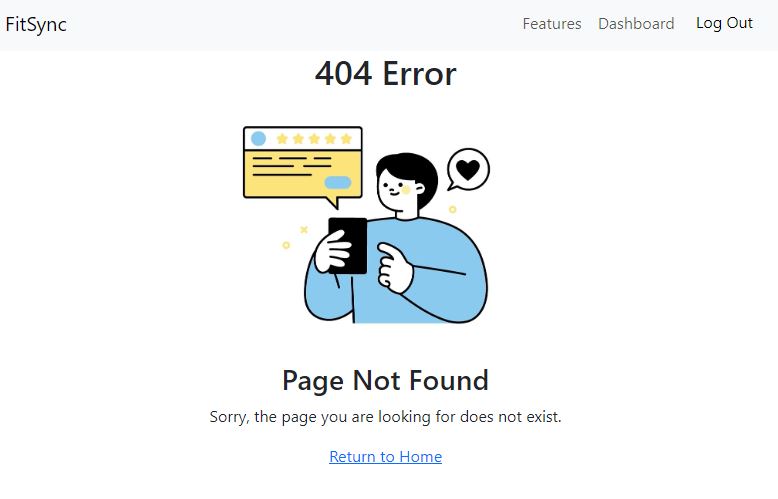 FitSync
Features Dashboard Log Out
404 Error
Page Not Found
Sorry, the page you are looking for does not exist.
Return to Home